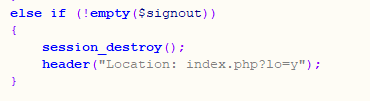 else if (!empty($signout))
{
session_destroy();
header("Location: index.php?lo=y");
}